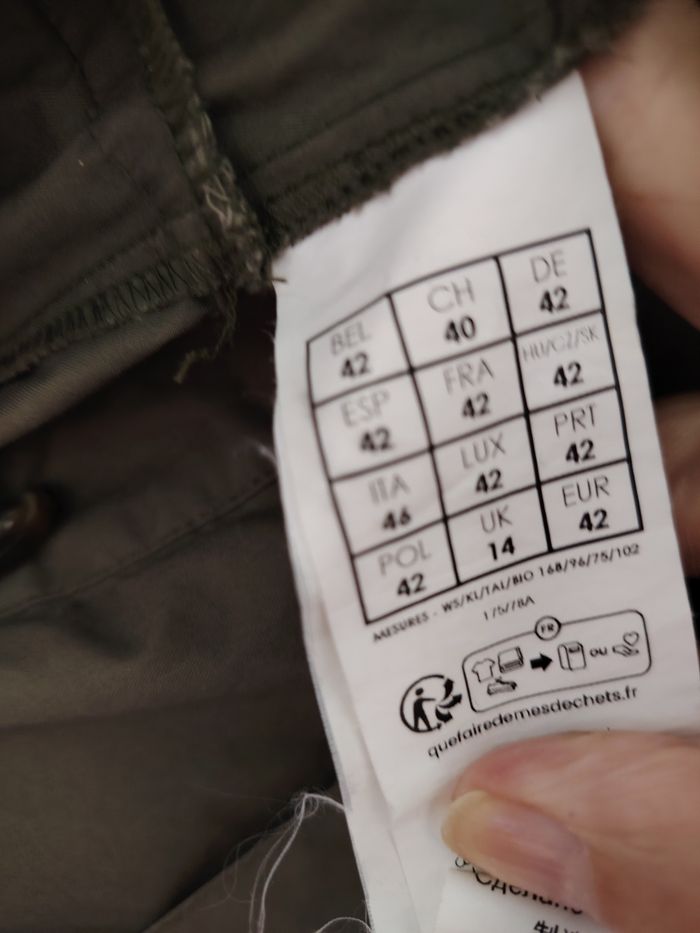 BEL CH DE
42 40 42
ESP FRA HU/CZ/SK
42 42 42
ITA LUX PRT
46 42 42
POL UK EUR
42 14 42
MESURES - WS/KL/TAI/BIO 168/96/75/102
175/78A
FR
OU
quefairedemesdechets.fr